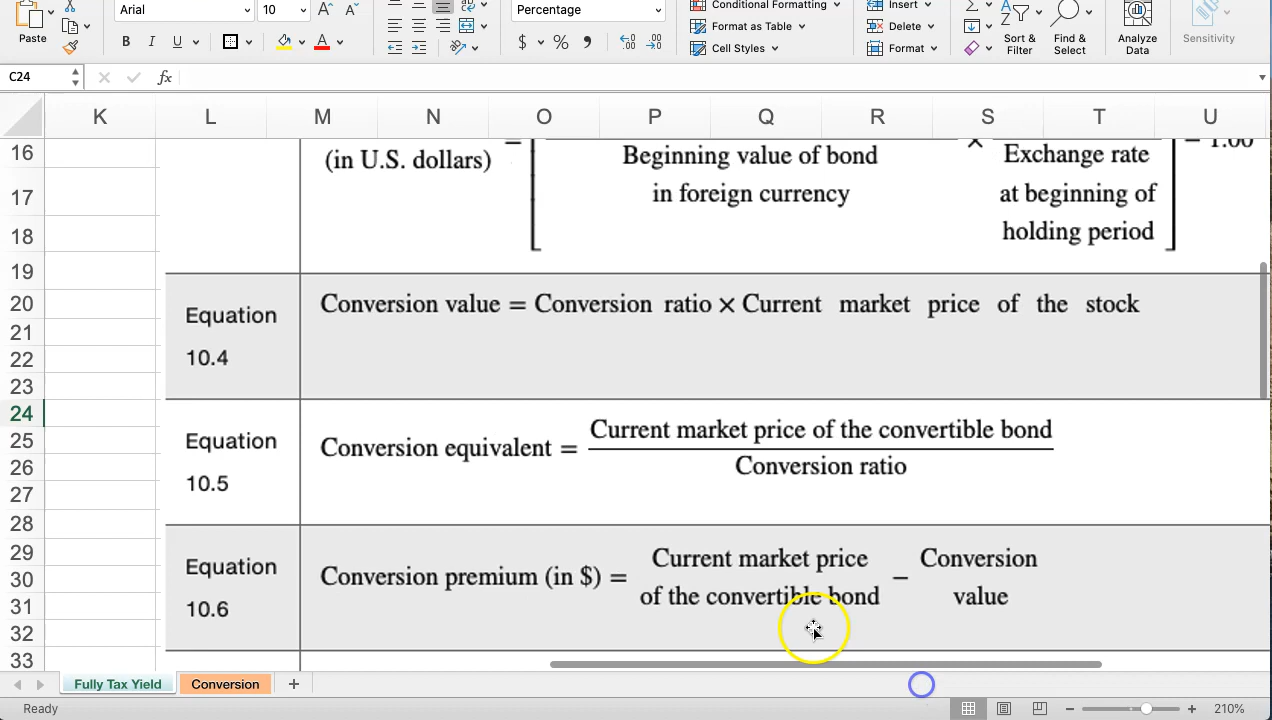 Arial 10 Percentage Conditional Formatting Insert
Paste B I U A $ % Format as Table Delete Sort & Filter Find & Select Analyze Data Sensitivity
Cell Styles Format
C24 fx
K L M N O P Q R S T U
16 (in U.S. dollars) = [ Beginning value of bond × Exchange rate ] − 1.00
17 in foreign currency at beginning of
18 holding period
19
20 Conversion value = Conversion ratio × Current market price of the stock
21 Equation
22 10.4
23
24
25 Equation Conversion equivalent = Current market price of the convertible bond
26 10.5 Conversion ratio
27
28
29 Equation Conversion premium (in $) = Current market price − Conversion
30 10.6 of the convertible bond value
31
32
33
Fully Tax Yield Conversion +
Ready − + 210%